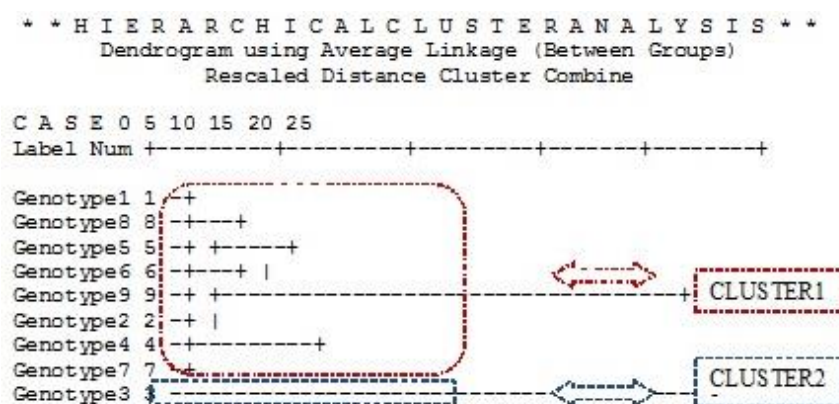 * * H I E R A R C H I C A L C L U S T E R A N A L Y S I S * *
Dendrogram using Average Linkage (Between Groups)
Rescaled Distance Cluster Combine
C A S E 0 5 10 15 20 25
Label Num +---------+---------+---------+-------+---------+
Genotype1 1 -+
Genotype8 8 -+---+
Genotype5 5 -+ +-----+
Genotype6 6 -+---+ |
Genotype9 9 -+ +-----------------------------------+ CLUSTER1
Genotype2 2 -+ |
Genotype4 4 -+---------+
Genotype7 7 -+
Genotype3 3 ----------------------------------------- CLUSTER2